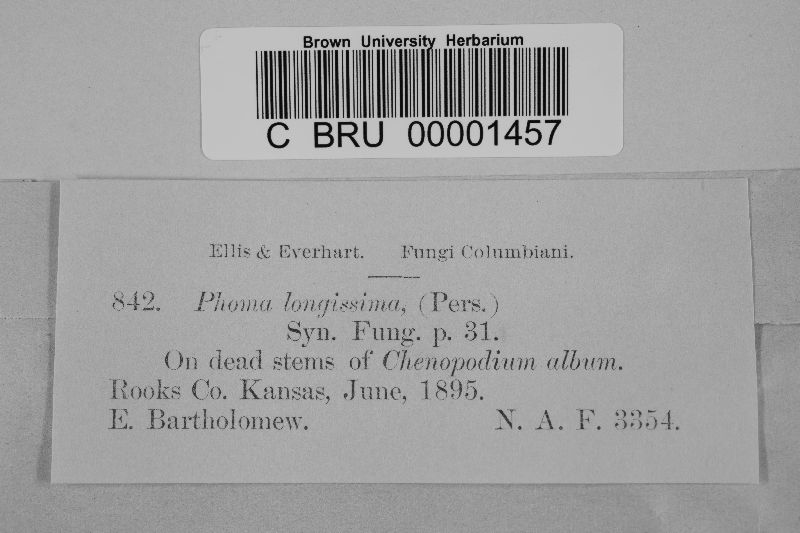 Brown University Herbarium
C BRU 00001457
Ellis & Everhart. Fungi Columbiani.
842. Phoma longissima, (Pers.)
Syn. Fung. p. 31.
On dead stems of Chenopodium album.
Rooks Co. Kansas, June, 1895.
E. Bartholomew. N. A. F. 3354.